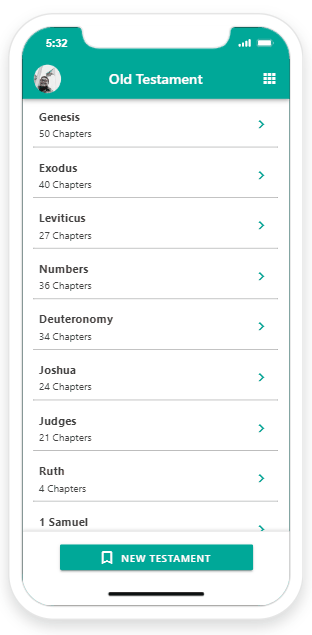 5:32
Old Testament
Genesis
50 Chapters
Exodus
40 Chapters
Leviticus
27 Chapters
Numbers
36 Chapters
Deuteronomy
34 Chapters
Joshua
24 Chapters
Judges
21 Chapters
Ruth
4 Chapters
1 Samuel
NEW TESTAMENT